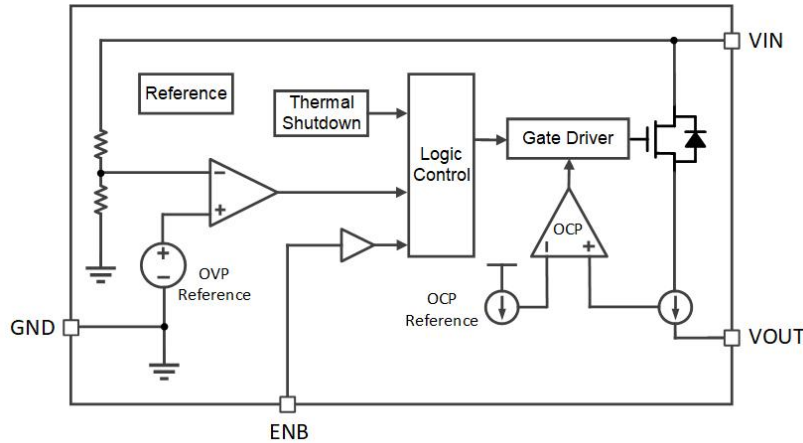 VIN
Reference
Thermal
Shutdown
Logic
Control
Gate Driver
−
+
+
−
OVP
Reference
OCP
−
+
OCP
Reference
GND
VOUT
ENB